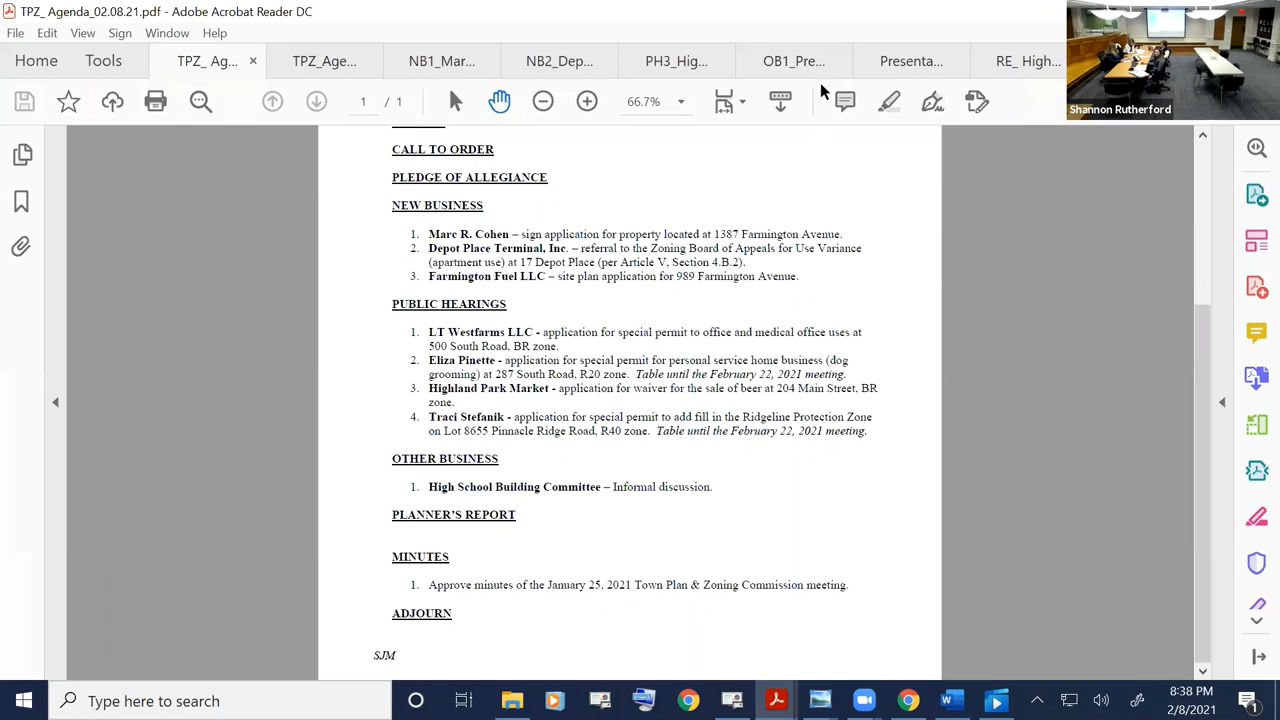 TPZ_ Agenda_02.08.21.pdf - Adobe Acrobat Reader DC
File Edit View Sign Window Help
Home Tools TPZ_ Ag... × TPZ_Age... NB1_Mar... NB2_Dep... PH3_Hig... OB1_Pre... Presenta... RE_ High...
1 / 1 66.7%
Shannon Rutherford
CALL TO ORDER
PLEDGE OF ALLEGIANCE
NEW BUSINESS
1. Marc R. Cohen – sign application for property located at 1387 Farmington Avenue.
2. Depot Place Terminal, Inc. – referral to the Zoning Board of Appeals for Use Variance
(apartment use) at 17 Depot Place (per Article V, Section 4.B.2).
3. Farmington Fuel LLC – site plan application for 989 Farmington Avenue.
PUBLIC HEARINGS
1. LT Westfarms LLC - application for special permit to office and medical office uses at
500 South Road, BR zone.
2. Eliza Pinette - application for special permit for personal service home business (dog
grooming) at 287 South Road, R20 zone. Table until the February 22, 2021 meeting.
3. Highland Park Market - application for waiver for the sale of beer at 204 Main Street, BR
zone.
4. Traci Stefanik - application for special permit to add fill in the Ridgeline Protection Zone
on Lot 8655 Pinnacle Ridge Road, R40 zone. Table until the February 22, 2021 meeting.
OTHER BUSINESS
1. High School Building Committee – Informal discussion.
PLANNER'S REPORT
MINUTES
1. Approve minutes of the January 25, 2021 Town Plan & Zoning Commission meeting.
ADJOURN
SJM
Type here to search
8:38 PM
2/8/2021
1